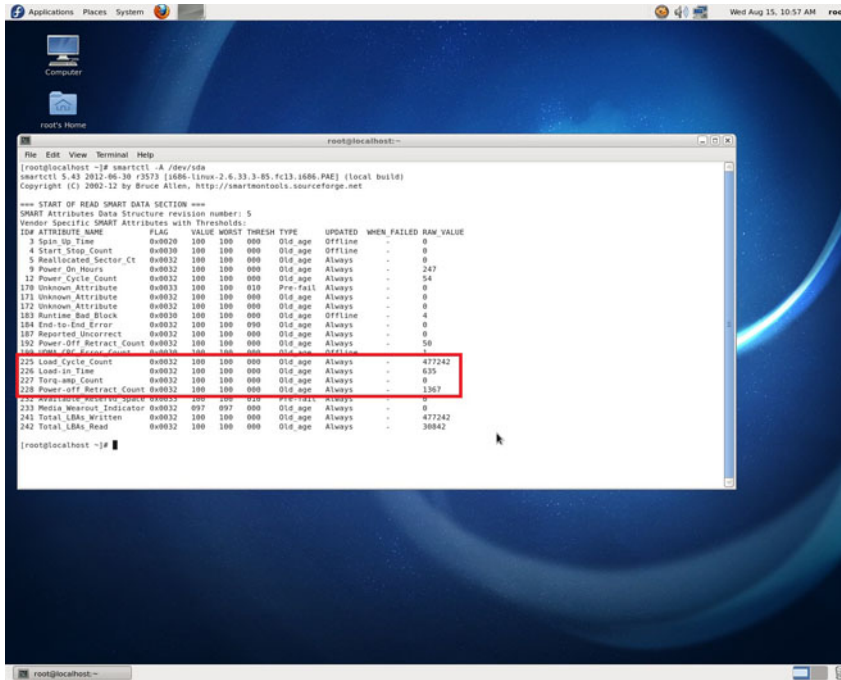 Applications Places System
Wed Aug 15, 10:57 AM
Computer
root's Home
root@localhost:~
File Edit View Terminal Help
[root@localhost ~]# smartctl -A /dev/sda
smartctl 5.43 2012-06-30 r3573 [i686-linux-2.6.33.3-85.fc13.i686.PAE] (local build)
Copyright (C) 2002-12 by Bruce Allen, http://smartmontools.sourceforge.net
=== START OF READ SMART DATA SECTION ===
SMART Attributes Data Structure revision number: 5
Vendor Specific SMART Attributes with Thresholds:
ID# ATTRIBUTE_NAME FLAG VALUE WORST THRESH TYPE UPDATED WHEN_FAILED RAW_VALUE
3 Spin_Up_Time 0x0020 100 100 000 Old_age Offline - 0
4 Start_Stop_Count 0x0030 100 100 000 Old_age Offline - 0
5 Reallocated_Sector_Ct 0x0032 100 100 000 Old_age Always - 0
9 Power_On_Hours 0x0032 100 100 000 Old_age Always - 247
12 Power_Cycle_Count 0x0032 100 100 000 Old_age Always - 54
170 Unknown_Attribute 0x0033 100 100 010 Pre-fail Always - 0
171 Unknown_Attribute 0x0032 100 100 000 Old_age Always - 0
172 Unknown_Attribute 0x0032 100 100 000 Old_age Always - 0
183 Runtime_Bad_Block 0x0030 100 100 000 Old_age Offline - 4
184 End-to-End_Error 0x0032 100 100 090 Old_age Always - 0
187 Reported_Uncorrect 0x0032 100 100 000 Old_age Always - 0
192 Power-Off_Retract_Count 0x0032 100 100 000 Old_age Always - 50
225 Load_Cycle_Count 0x0032 100 100 000 Old_age Always - 477242
226 Load-in_Time 0x0032 100 100 000 Old_age Always - 635
227 Torq-amp_Count 0x0032 100 100 000 Old_age Always - 0
228 Power-off_Retract_Count 0x0032 100 100 000 Old_age Always - 1367
232 Available_Reserved_Space 0x0033 100 100 010 Pre-fail Always - 0
233 Media_Wearout_Indicator 0x0032 097 097 000 Old_age Always - 0
241 Total_LBAs_Written 0x0032 100 100 000 Old_age Always - 477242
242 Total_LBAs_Read 0x0032 100 100 000 Old_age Always - 30842
[root@localhost ~]#
root@localhost:~